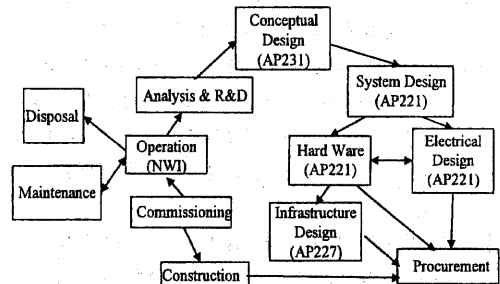 Conceptual
Design
(AP231)
System Design
(AP221)
Analysis & R&D
Disposal
Operation
(NWI)
Hard Ware
(AP221)
Electrical
Design
(AP221)
Maintenance
Commissioning
Infrastructure
Design
(AP227)
Construction
Procurement